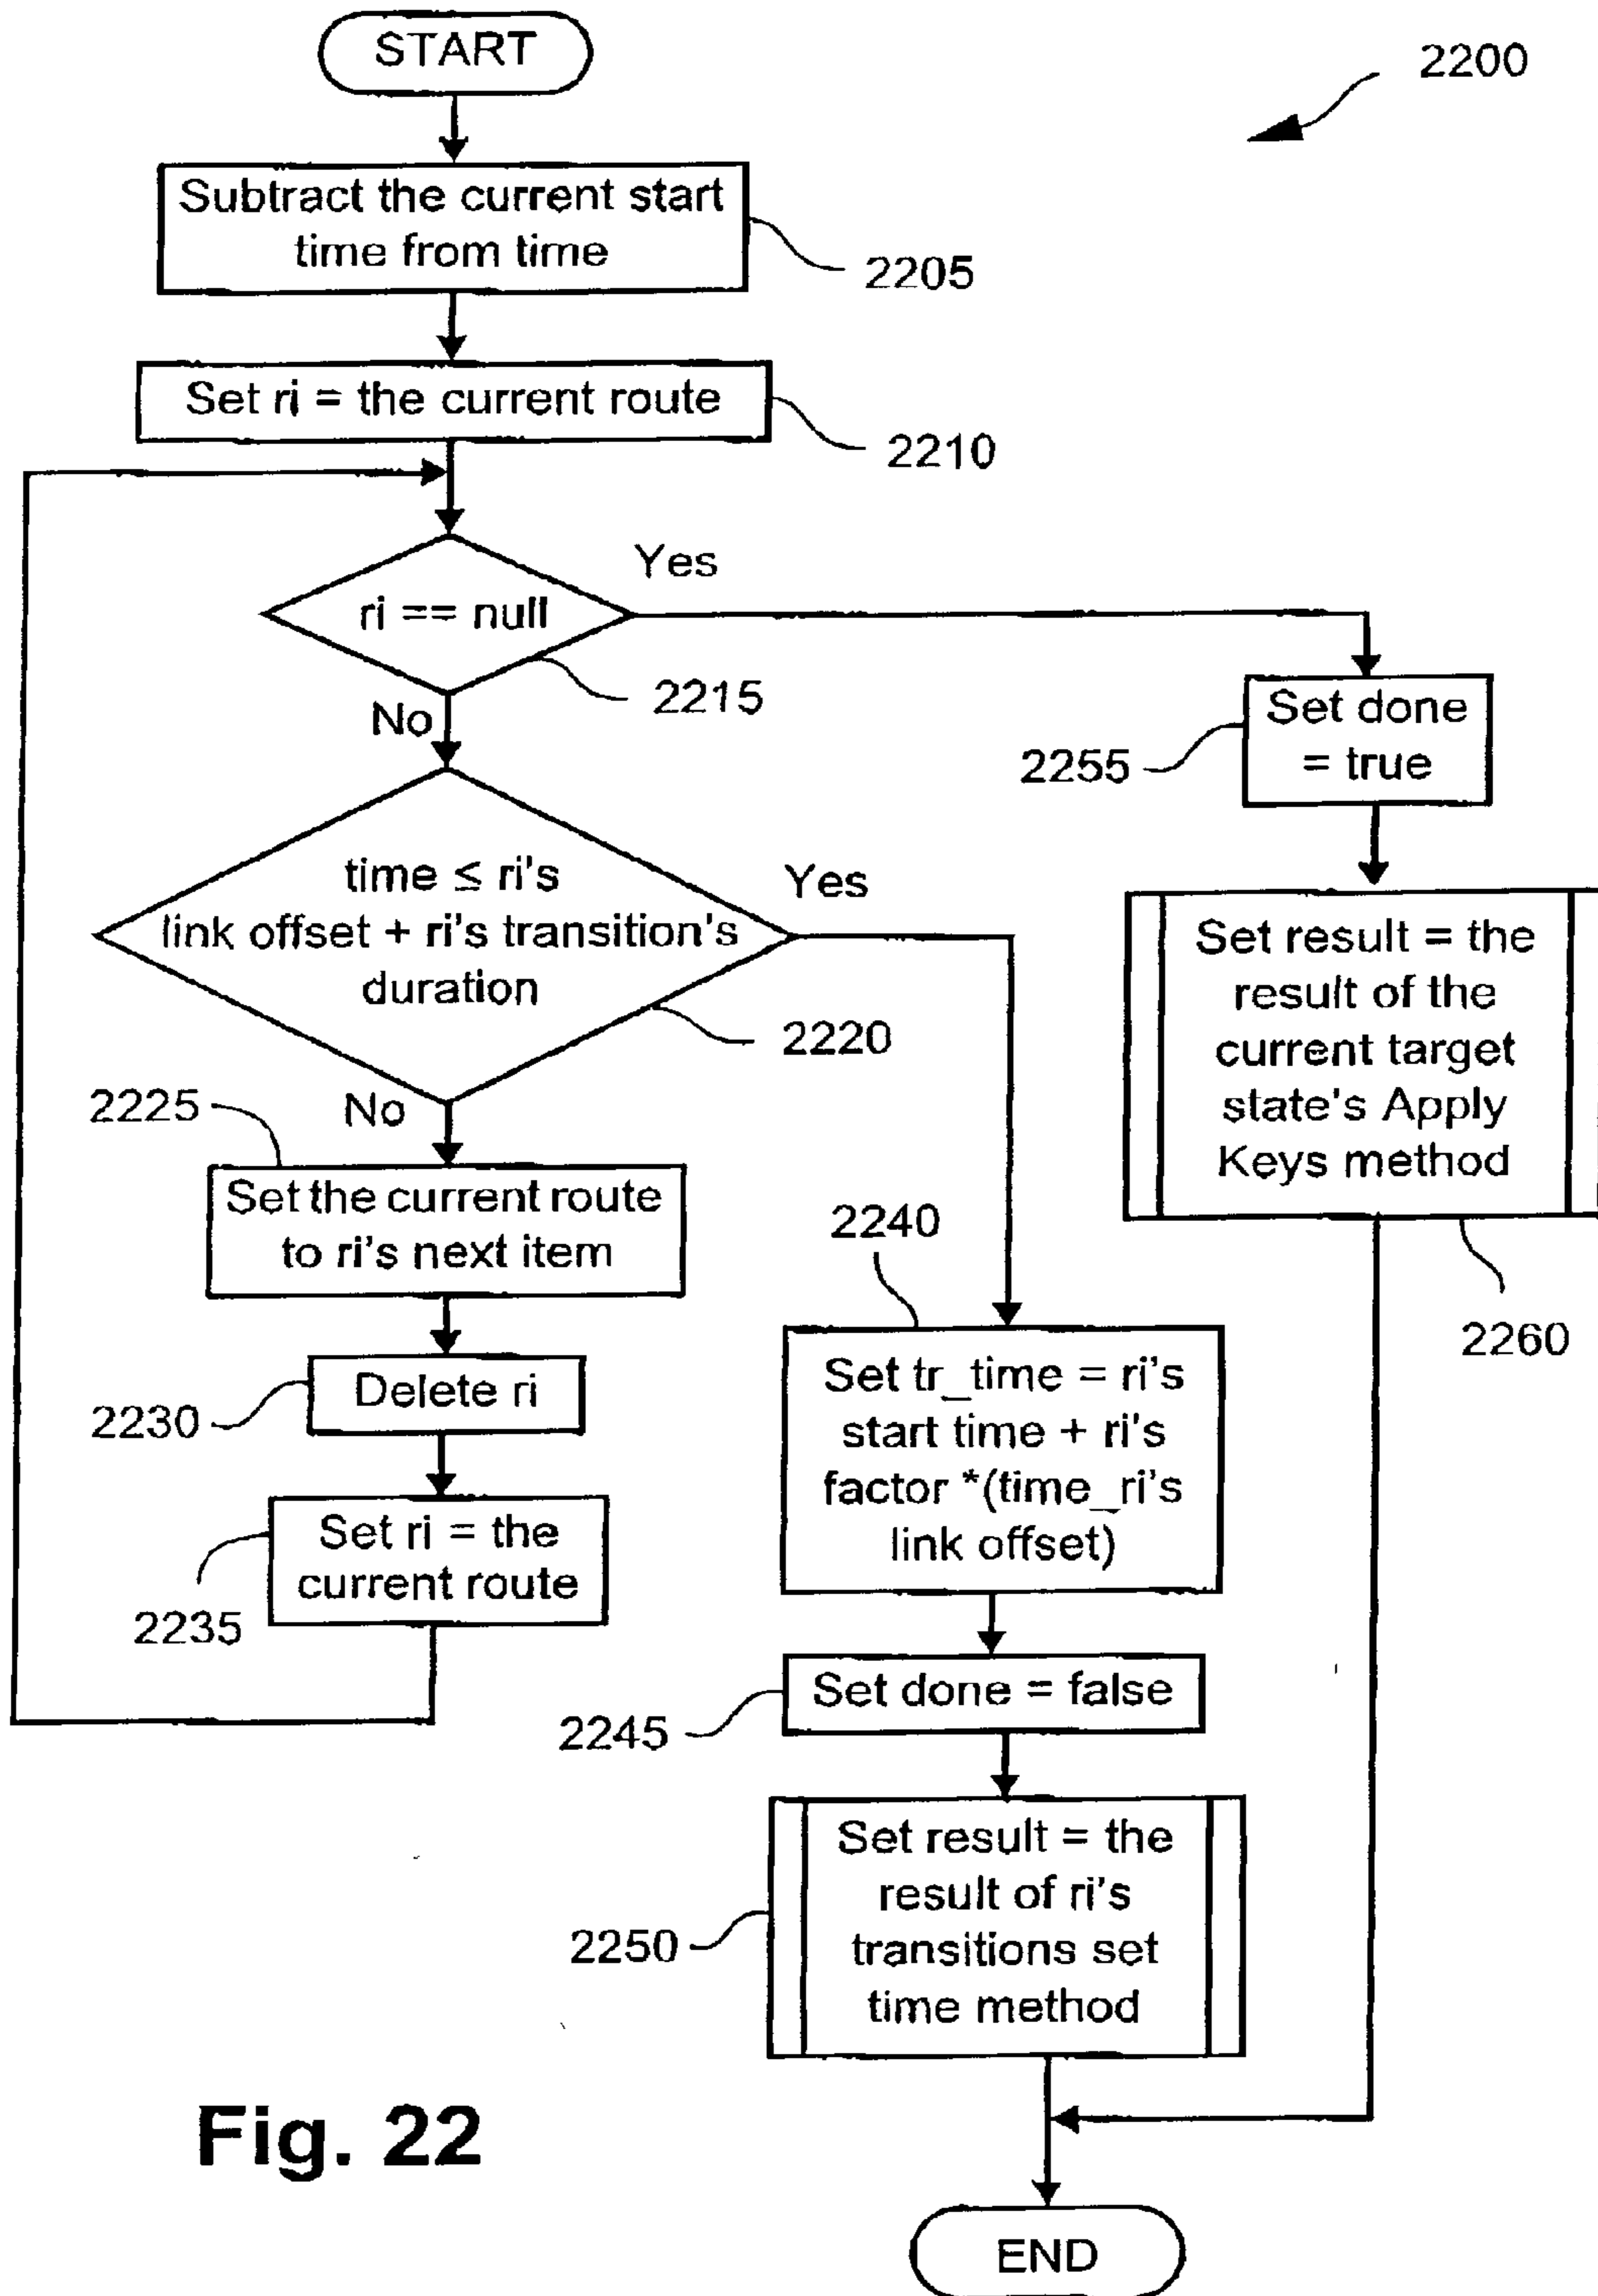 START
2200
Subtract the current start
time from time
2205
Set ri = the current route
2210
Yes
ri == null
2215
No
Set done
= true
2255
time ≤ ri's
link offset + ri's transition's
duration
Yes
2220
No
Set result = the
result of the
current target
state's Apply
Keys method
2260
2225
Set the current route
to ri's next item
2240
Delete ri
2230
Set tr_time = ri's
start time + ri's
factor *(time_ri's
link offset)
Set ri = the
current route
2235
Set done = false
2245
Set result = the
result of ri's
transitions set
time method
2250
Fig. 22
END